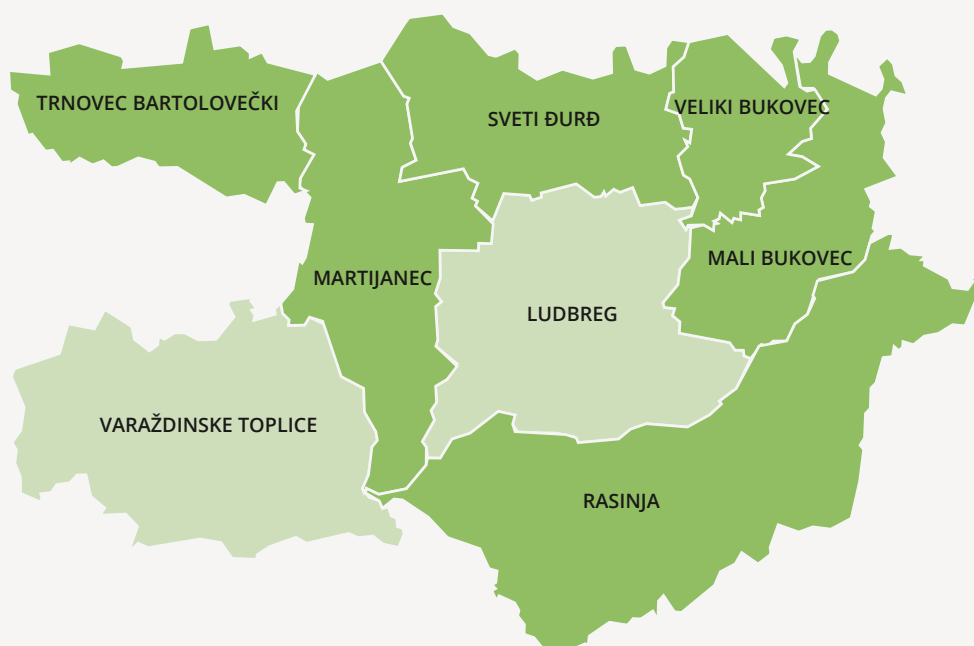 TRNOVEC BARTOLOVEČKI
SVETI ĐURĐ
VELIKI BUKOVEC
MALI BUKOVEC
MARTIJANEC
LUDBREG
VARAŽDINSKE TOPLICE
RASINJA